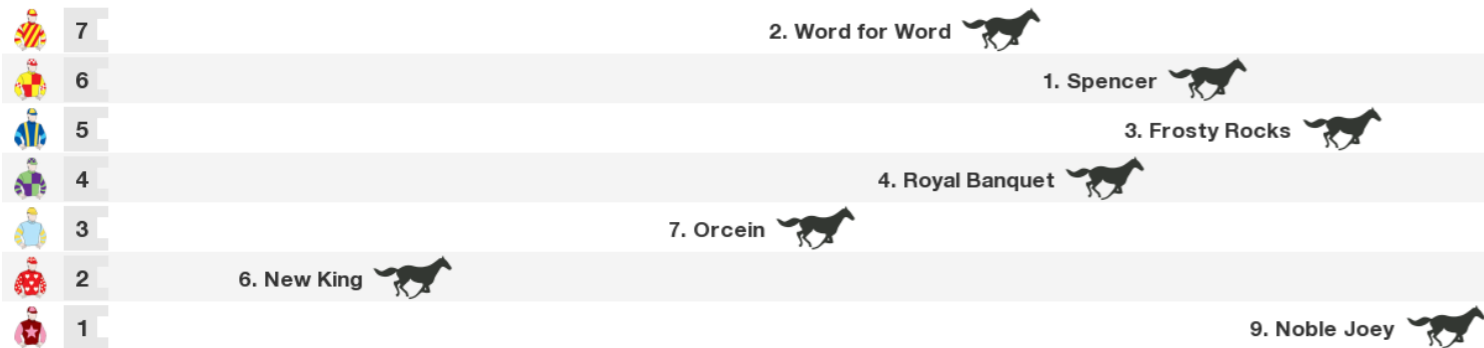 7 2. Word for Word
6 1. Spencer
5 3. Frosty Rocks
4 4. Royal Banquet
3 7. Orcein
2 6. New King
1 9. Noble Joey